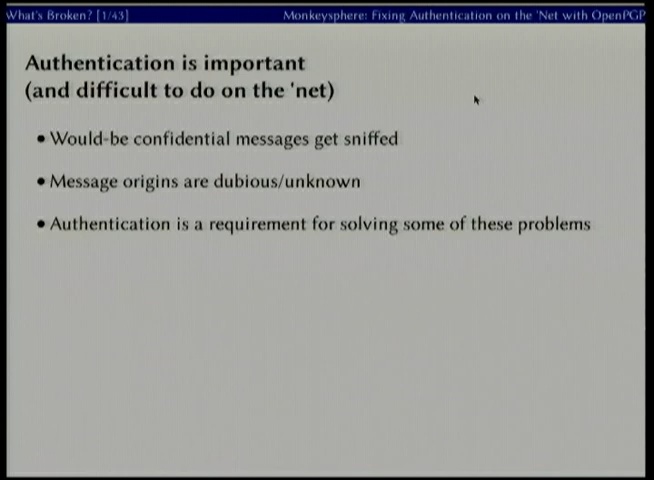 What's Broken? [1/43]
Monkeysphere: Fixing Authentication on the 'Net with OpenPGP
Authentication is important
(and difficult to do on the 'net)
• Would-be confidential messages get sniffed
• Message origins are dubious/unknown
• Authentication is a requirement for solving some of these problems